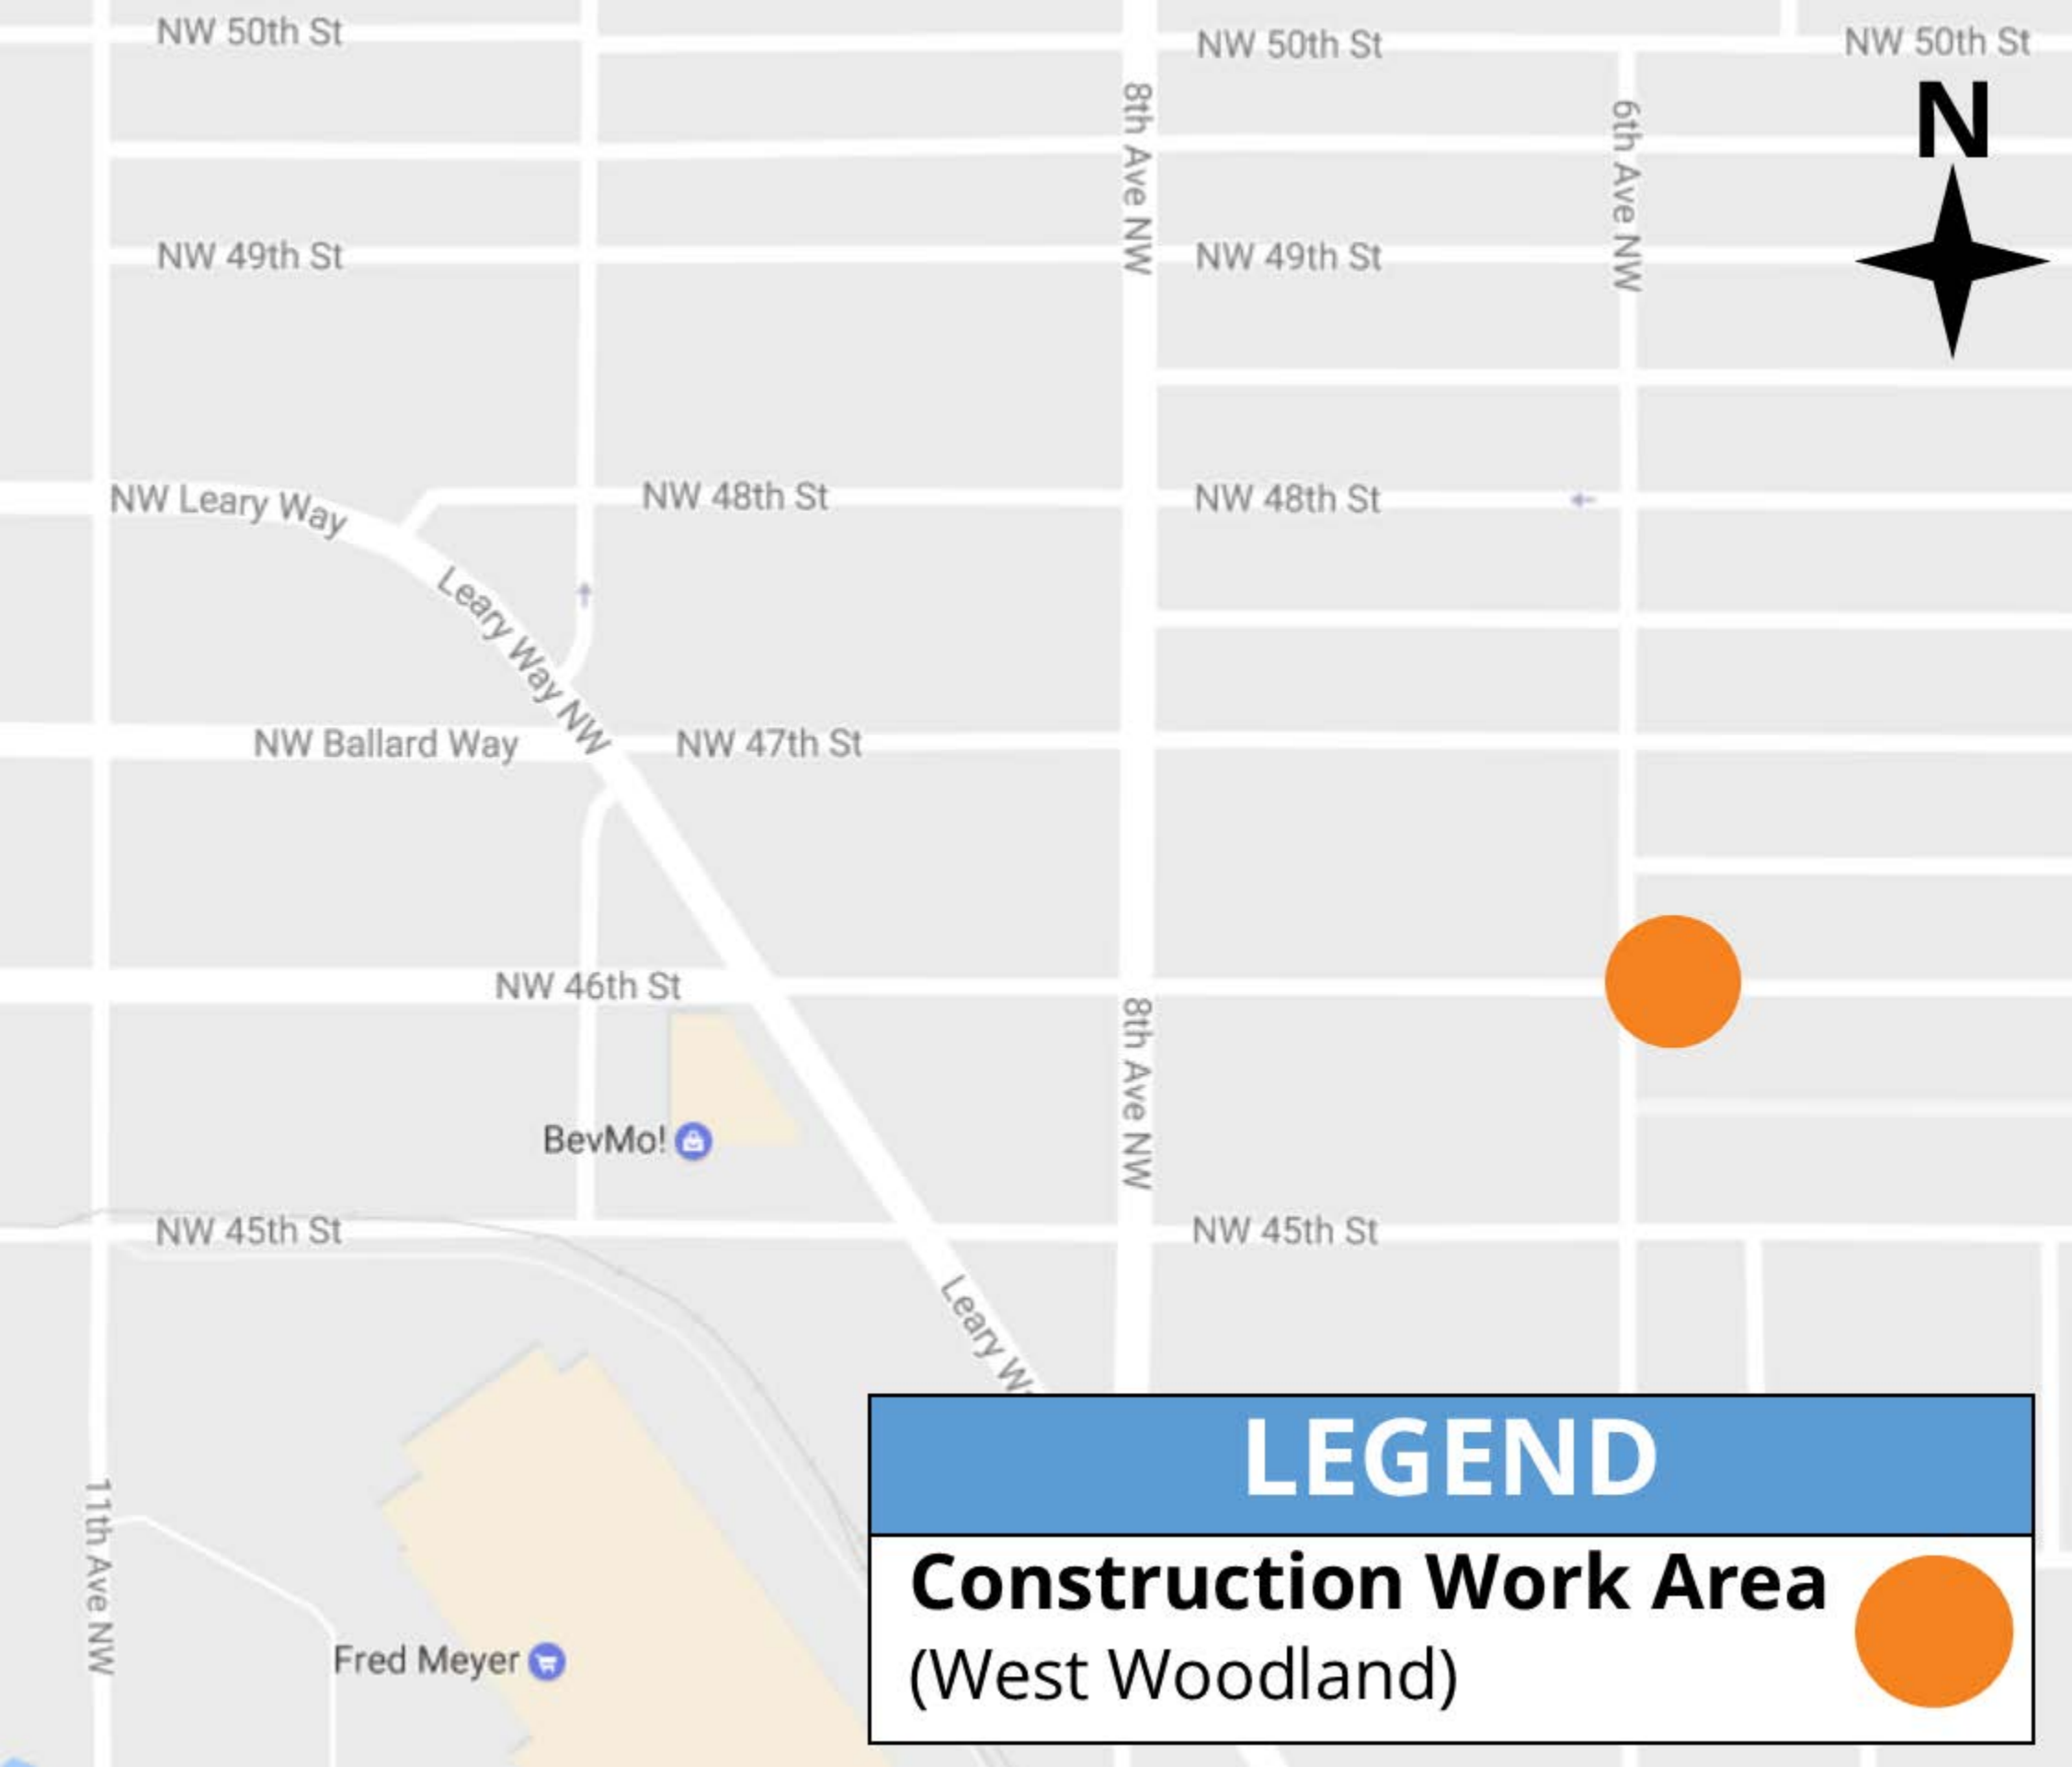 NW 50th St
NW 50th St
NW 50th St
N
8th Ave NW
6th Ave NW
NW 49th St
NW 49th St
NW Leary Way
NW 48th St
NW 48th St
Leary Way NW
NW Ballard Way
NW 47th St
NW 46th St
8th Ave NW
BevMo!
NW 45th St
NW 45th St
Leary Wa
11th Ave NW
Fred Meyer
LEGEND
Construction Work Area
(West Woodland)